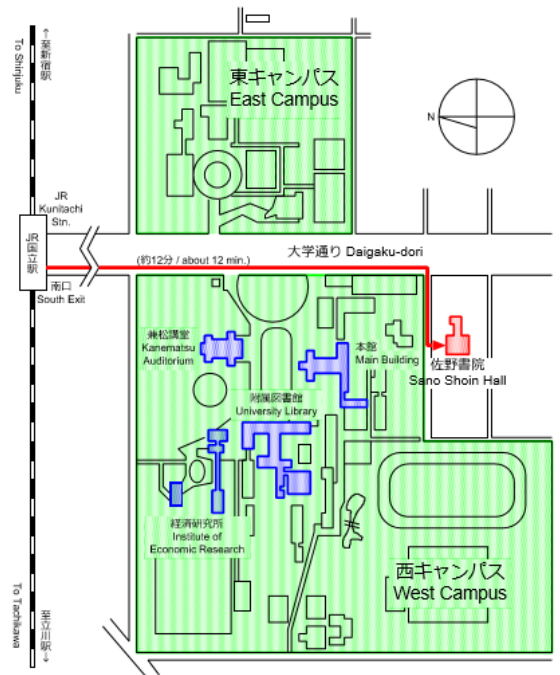 ←至新宿駅
To Shinjuku
東キャンパス
East Campus
N
JR
Kunitachi
Stn.
JR国立駅
南口
South Exit
大学通り Daigaku-dori
(約12分 / about 12 min.)
兼松講堂
Kanematsu
Auditorium
本館
Main Building
佐野書院
Sano Shoin Hall
附属図書館
University Library
経済研究所
Institute of
Economic Research
西キャンパス
West Campus
To Tachikawa
至立川駅→